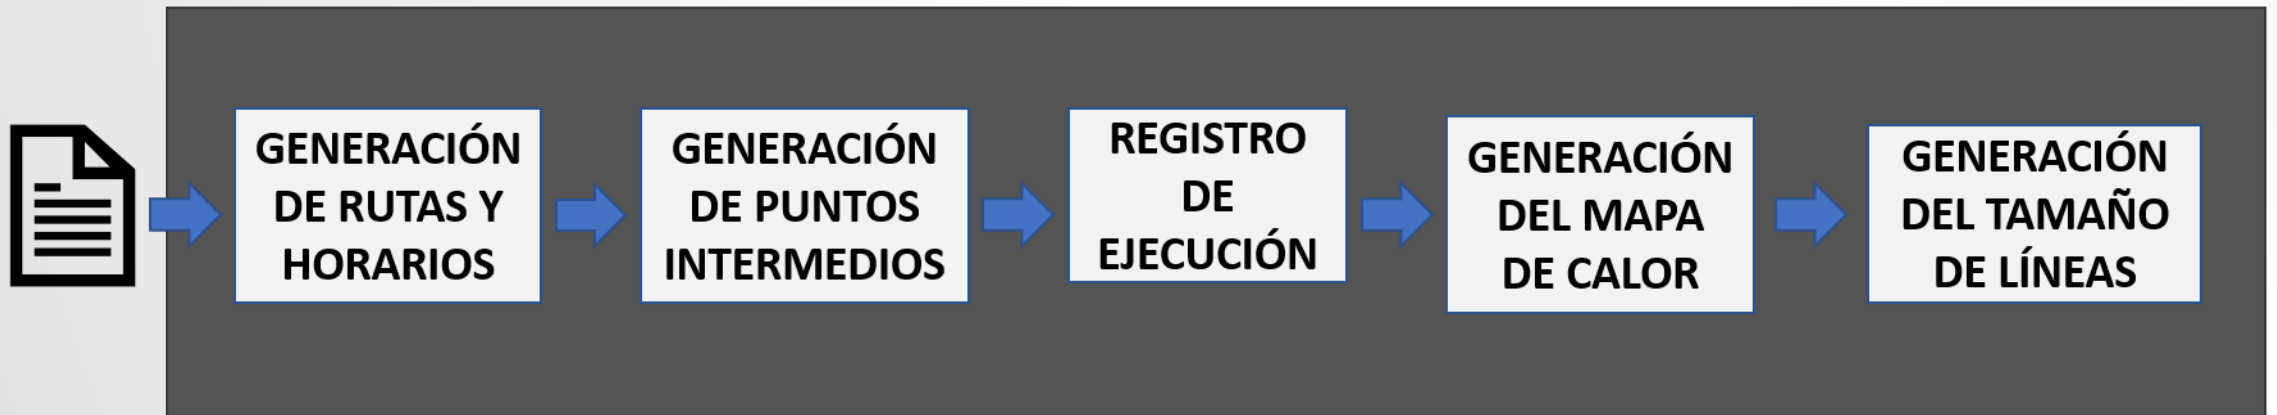 GENERACIÓN
DE RUTAS Y
HORARIOS
GENERACIÓN
DE PUNTOS
INTERMEDIOS
REGISTRO
DE
EJECUCIÓN
GENERACIÓN
DEL MAPA
DE CALOR
GENERACIÓN
DEL TAMAÑO
DE LÍNEAS